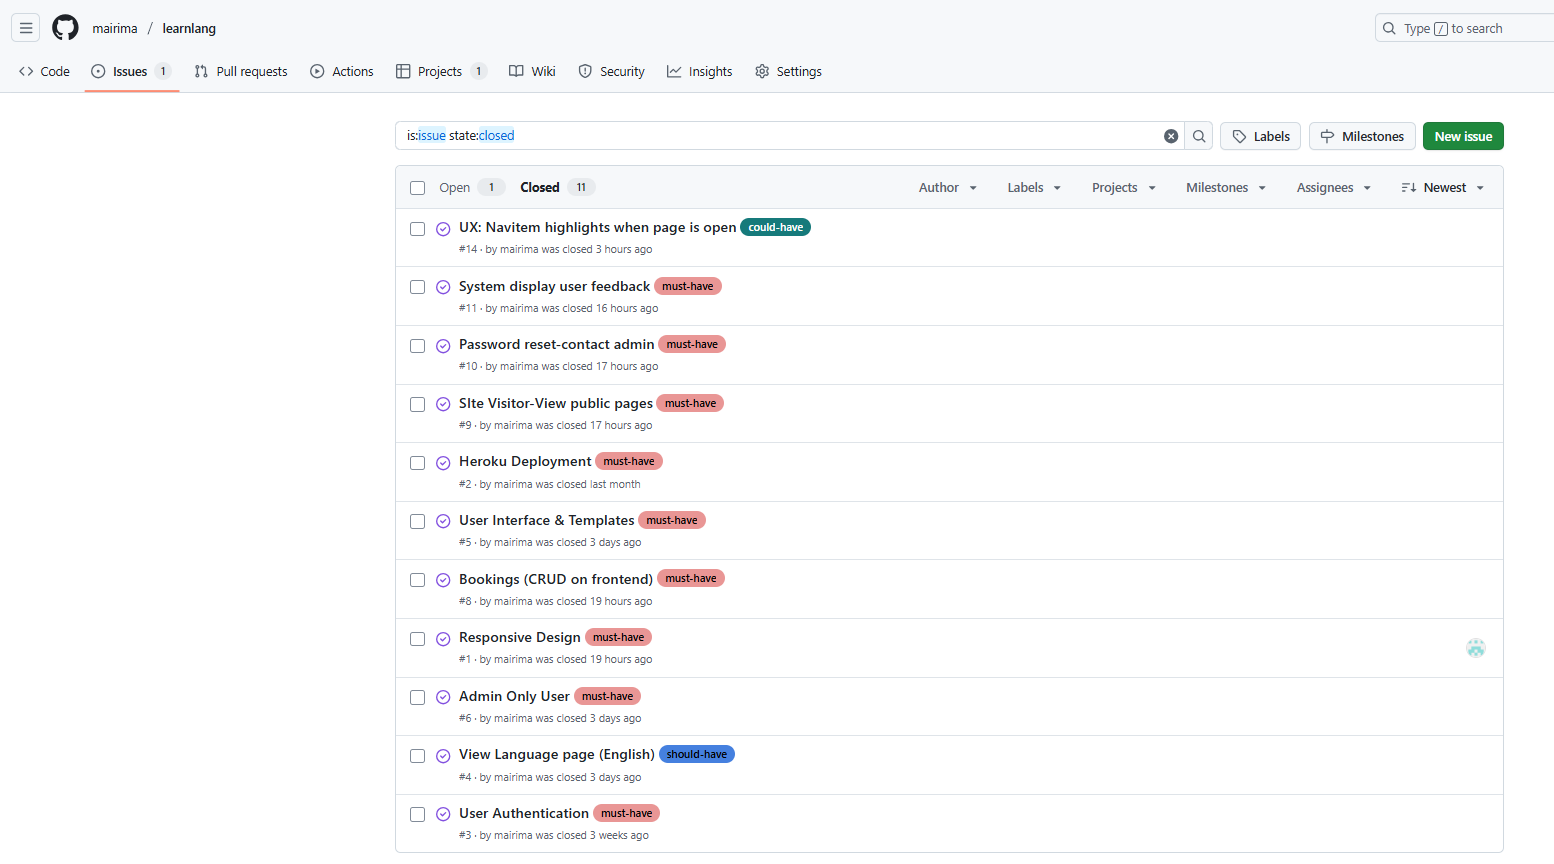 mairima / learnlang
Type / to search
Code Issues 1 Pull requests Actions Projects 1 Wiki Security Insights Settings
is:issue state:closed
Labels Milestones New issue
Open 1 Closed 11 Author Labels Projects Milestones Assignees Newest
UX: Navitem highlights when page is open could-have
#14 · by mairima was closed 3 hours ago
System display user feedback must-have
#11 · by mairima was closed 16 hours ago
Password reset-contact admin must-have
#10 · by mairima was closed 17 hours ago
SIte Visitor-View public pages must-have
#9 · by mairima was closed 17 hours ago
Heroku Deployment must-have
#2 · by mairima was closed last month
User Interface & Templates must-have
#5 · by mairima was closed 3 days ago
Bookings (CRUD on frontend) must-have
#8 · by mairima was closed 19 hours ago
Responsive Design must-have
#1 · by mairima was closed 19 hours ago
Admin Only User must-have
#6 · by mairima was closed 3 days ago
View Language page (English) should-have
#4 · by mairima was closed 3 days ago
User Authentication must-have
#3 · by mairima was closed 3 weeks ago